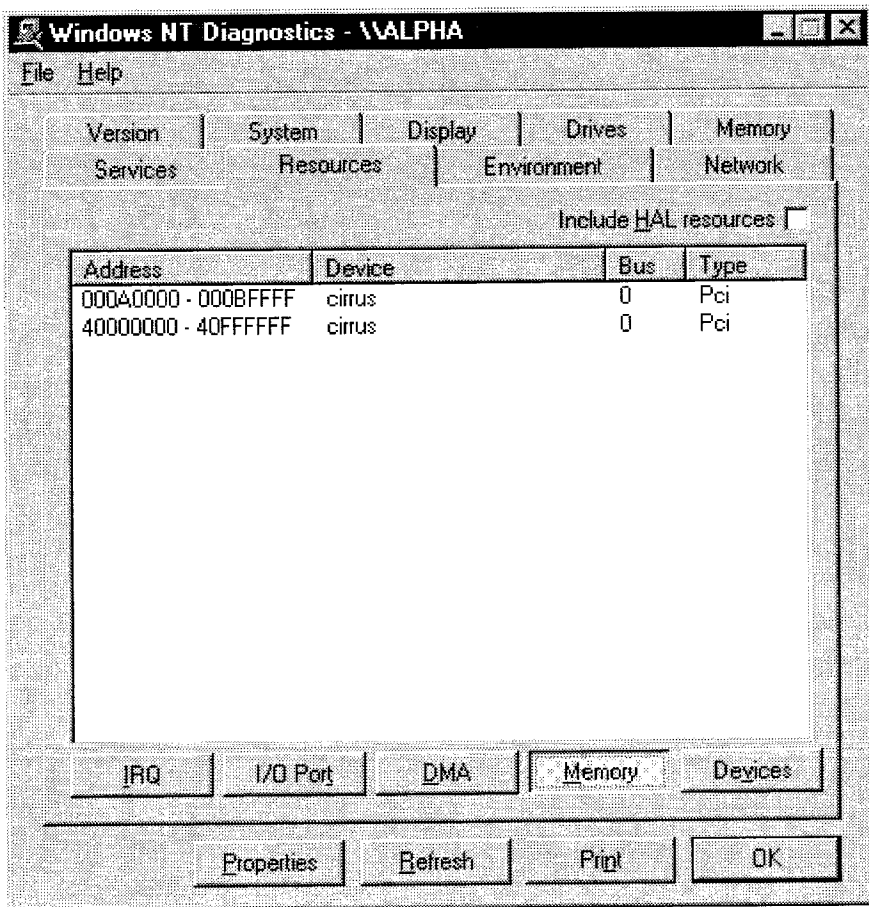 Windows NT Diagnostics - \\ALPHA
File Help
Version System Display Drives Memory
Services Resources Environment Network
Include HAL resources
Address Device Bus Type
000A0000 - 000BFFFF cirrus 0 Pci
40000000 - 40FFFFFF cirrus 0 Pci
IRQ I/O Port DMA Memory Devices
Properties Refresh Print OK